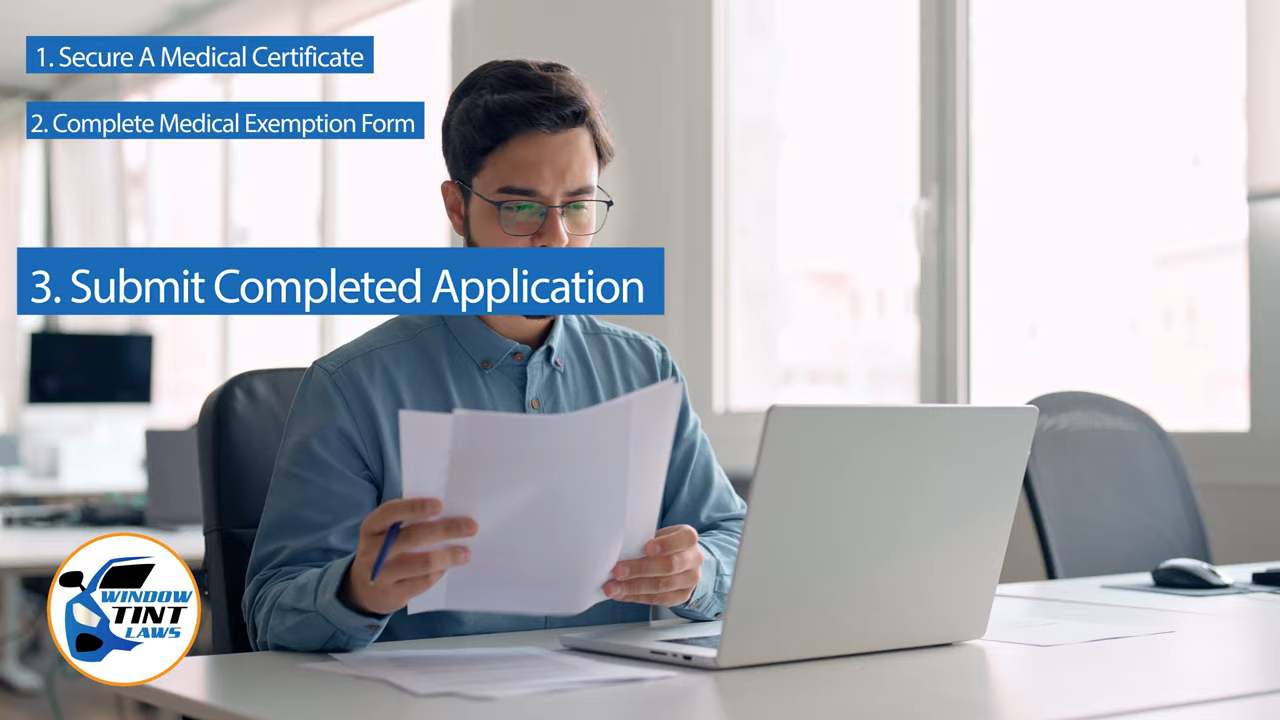 1. Secure A Medical Certificate
2. Complete Medical Exemption Form
3. Submit Completed Application
WINDOW
TINT
LAWS